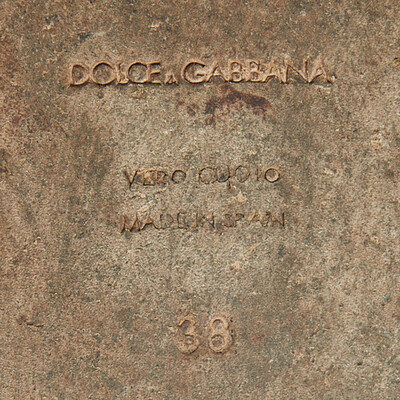 DOLCE & GABBANA
VERO CUOIO
MADE IN SPAIN
38